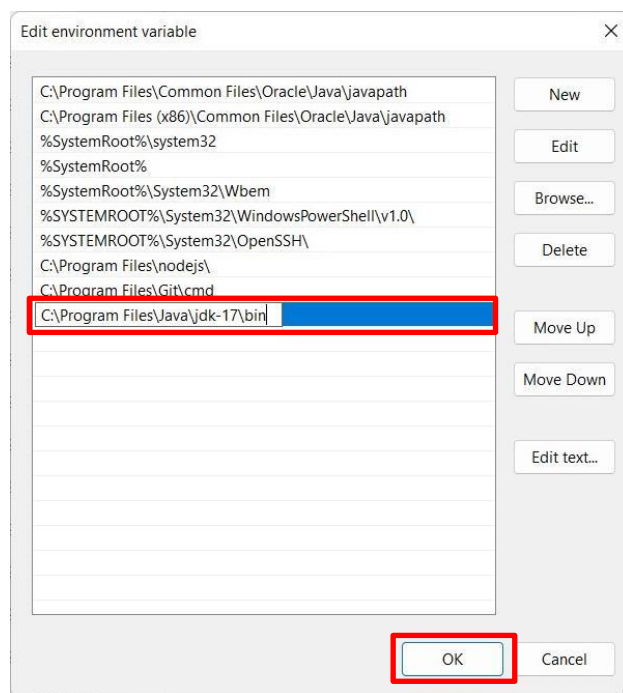 Edit environment variable
C:\Program Files\Common Files\Oracle\Java\javapath
C:\Program Files (x86)\Common Files\Oracle\Java\javapath
%SystemRoot%\system32
%SystemRoot%
%SystemRoot%\System32\Wbem
%SYSTEMROOT%\System32\WindowsPowerShell\v1.0\
%SYSTEMROOT%\System32\OpenSSH\
C:\Program Files\nodejs\
C:\Program Files\Git\cmd
C:\Program Files\Java\jdk-17\bin
New
Edit
Browse...
Delete
Move Up
Move Down
Edit text...
OK
Cancel